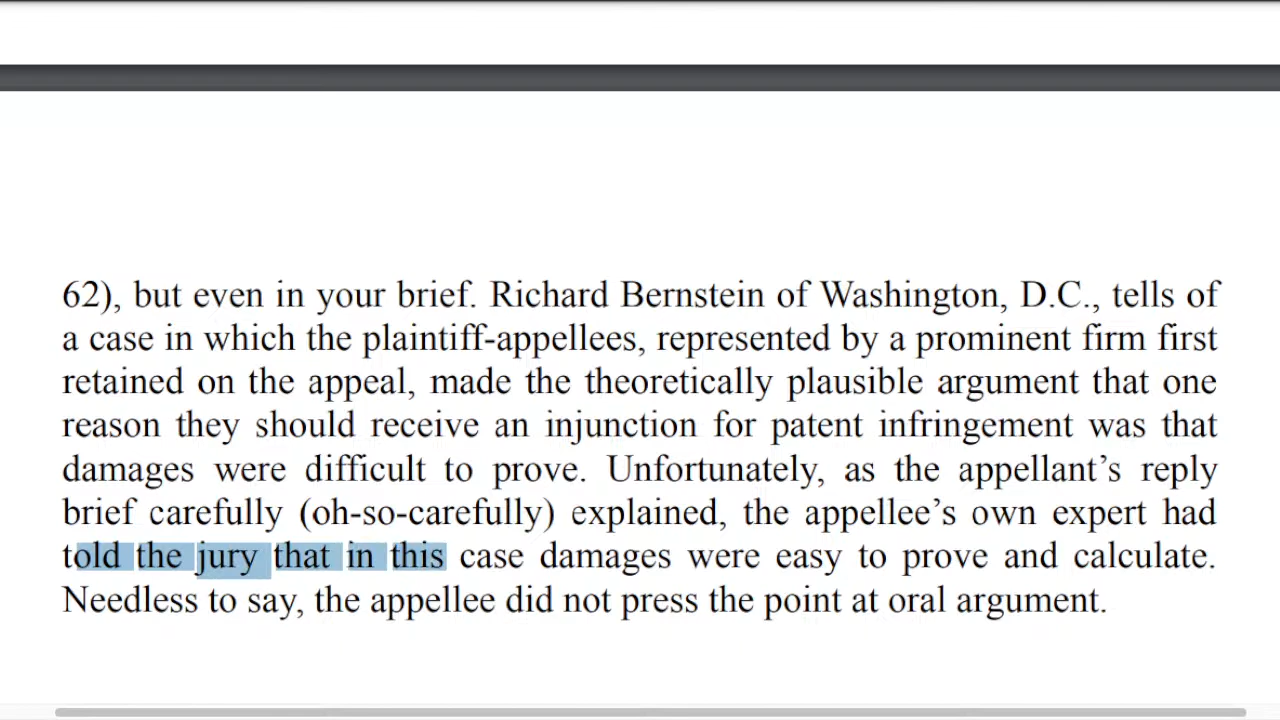 62), but even in your brief. Richard Bernstein of Washington, D.C., tells of
a case in which the plaintiff-appellees, represented by a prominent firm first
retained on the appeal, made the theoretically plausible argument that one
reason they should receive an injunction for patent infringement was that
damages were difficult to prove. Unfortunately, as the appellant’s reply
brief carefully (oh-so-carefully) explained, the appellee’s own expert had
told the jury that in this case damages were easy to prove and calculate.
Needless to say, the appellee did not press the point at oral argument.